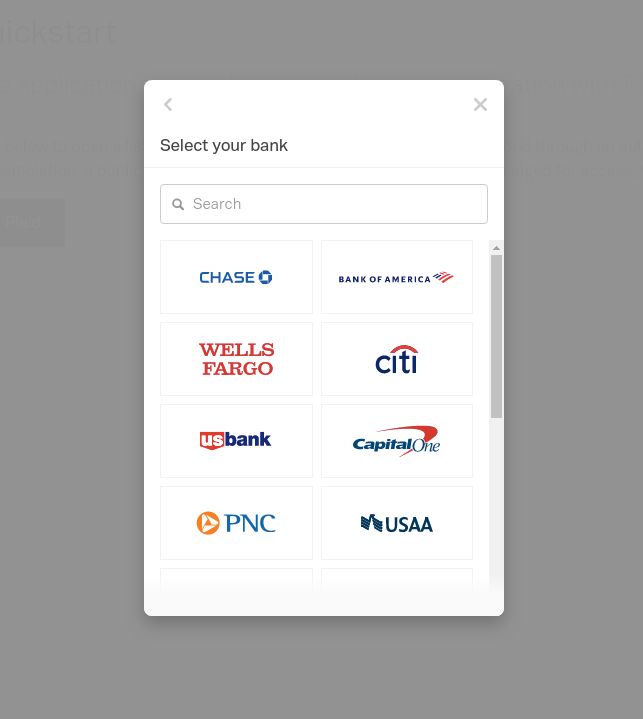 ickstart
Select your bank
Search
CHASE
BANK OF AMERICA
WELLS
FARGO
citi
usbank
Capital One
PNC
USAA